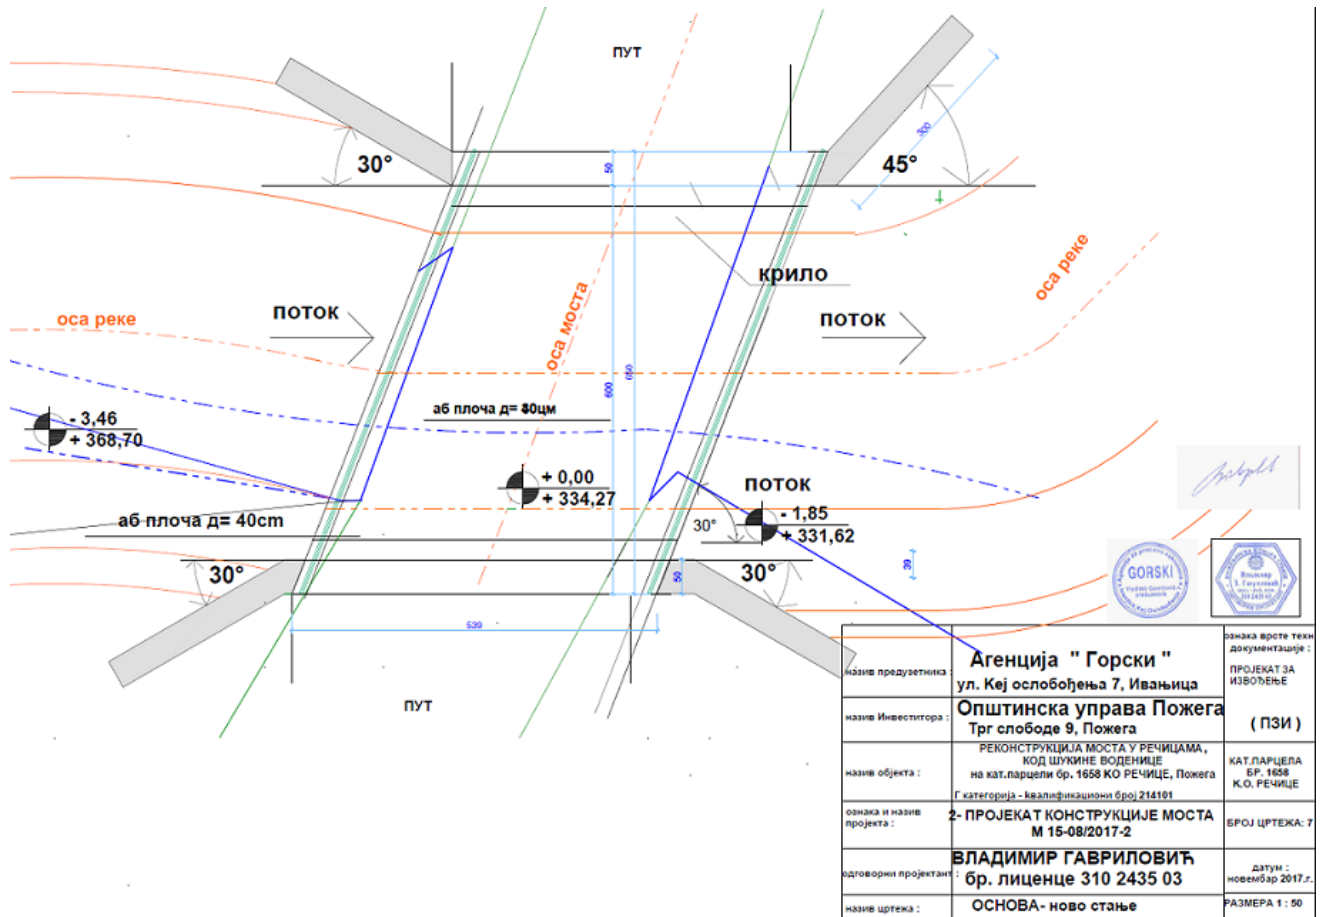 ПУТ
30°
45°
50
300
крило
оса реке
ПОТОК
оса реке
оса моста
ПОТОК
600
650
аб плоча д=
- 3,46
+ 368,70
+ 0,00
+ 334,27
ПОТОК
30°
- 1,85
+ 331,62
аб плоча д= 40cm
30°
50
30°
39
539
ПУТ
GORSKI
назив предузетника :
Агенција " Горски "
ул. Кеј ослобођења 7, Ивањица
ознака врсте техн
документације :
ПРОЈЕКАТ ЗА
ИЗВОЂЕЊЕ
( ПЗИ )
назив Инвеститора :
Општинска управа Пожега
Трг слободе 9, Пожега
назив објекта :
РЕКОНСТРУКЦИЈА МОСТА У РЕЧИЦАМА,
КОД ШУКИНЕ ВОДЕНИЦЕ
на кат.парцели бр. 1658 КО РЕЧИЦЕ, Пожега
Г категорија - квалификациони број 214101
КАТ.ПАРЦЕЛА
БР. 1658
К.О. РЕЧИЦЕ
ознака и назив
пројекта :
2- ПРОЈЕКАТ КОНСТРУКЦИЈЕ МОСТА
М 15-08/2017-2
БРОЈ ЦРТЕЖА: 7
одговорни пројектант :
ВЛАДИМИР ГАВРИЛОВИЋ
бр. лиценце 310 2435 03
датум :
новембар 2017.г.
назив цртежа :
ОСНОВА- ново стање
РАЗМЕРА 1 : 50